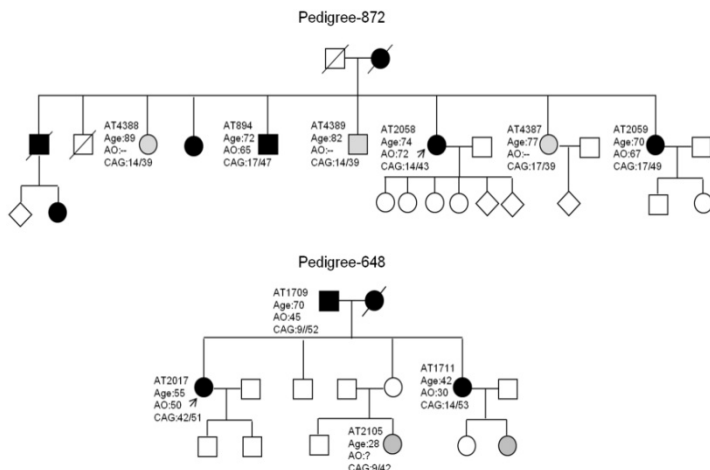 Pedigree-872
AT4388
Age:89
AO:--
CAG:14/39
AT894
Age:72
AO:65
CAG:17/47
AT4389
Age:82
AO:--
CAG:14/39
AT2058
Age:74
AO:72
CAG:14/43
AT4387
Age:77
AO:--
CAG:17/39
AT2059
Age:70
AO:67
CAG:17/49
Pedigree-648
AT1709
Age:70
AO:45
CAG:9//52
AT2017
Age:55
AO:50
CAG:42/51
AT1711
Age:42
AO:30
CAG:14/53
AT2105
Age:28
AO:?
CAG:9/42